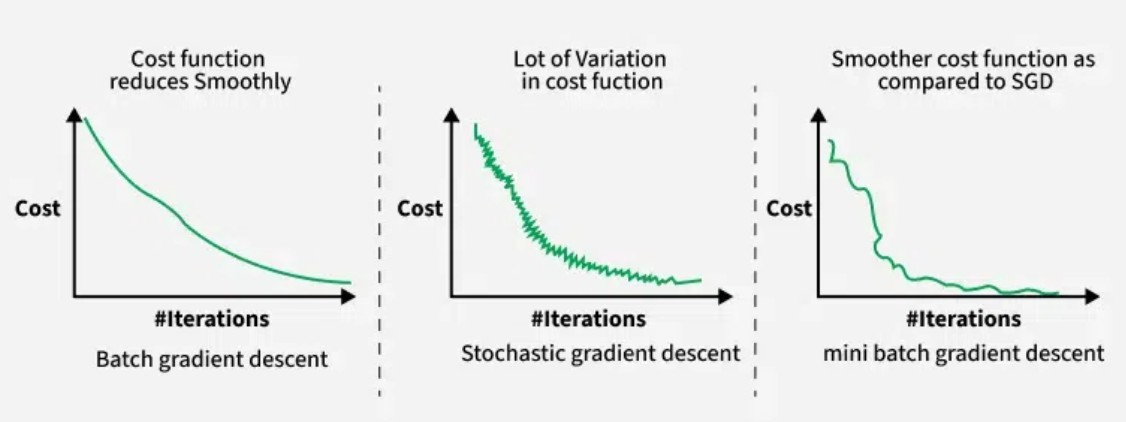 Cost function
reduces Smoothly
Cost
#Iterations
Batch gradient descent
Lot of Variation
in cost fuction
Cost
#Iterations
Stochastic gradient descent
Smoother cost function as
compared to SGD
Cost
#Iterations
mini batch gradient descent